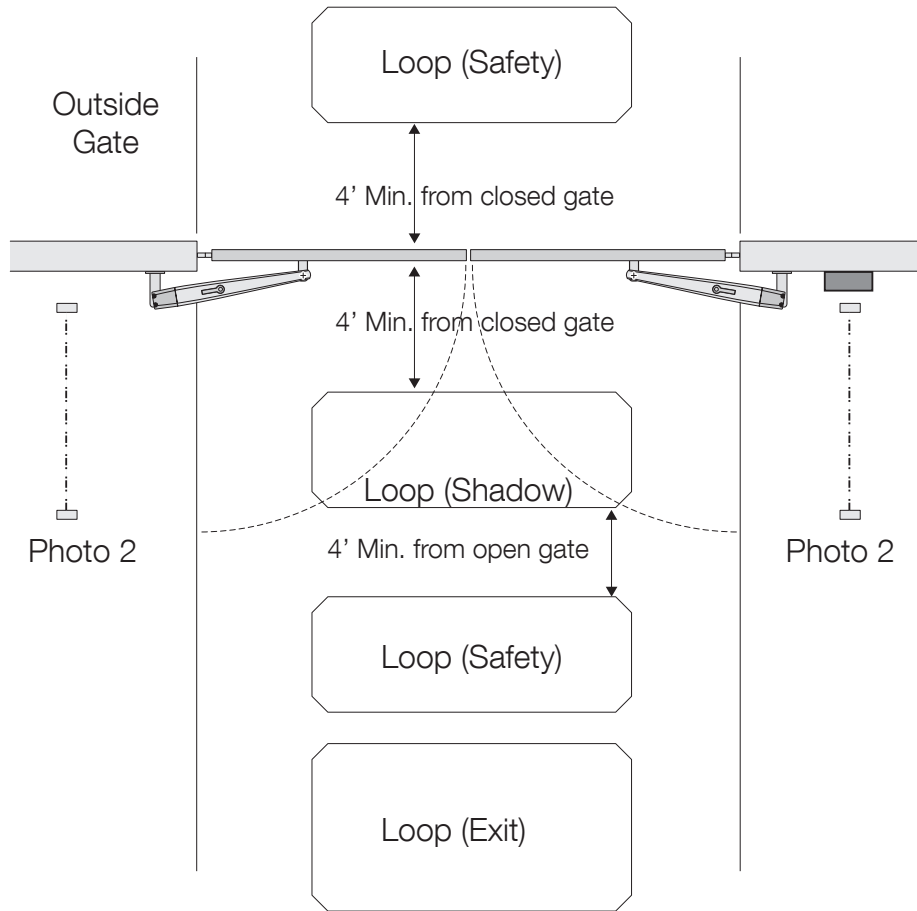 Loop (Safety)
Outside
Gate
4’ Min. from closed gate
4’ Min. from closed gate
Loop (Shadow)
4’ Min. from open gate
Photo 2
Photo 2
Loop (Safety)
Loop (Exit)